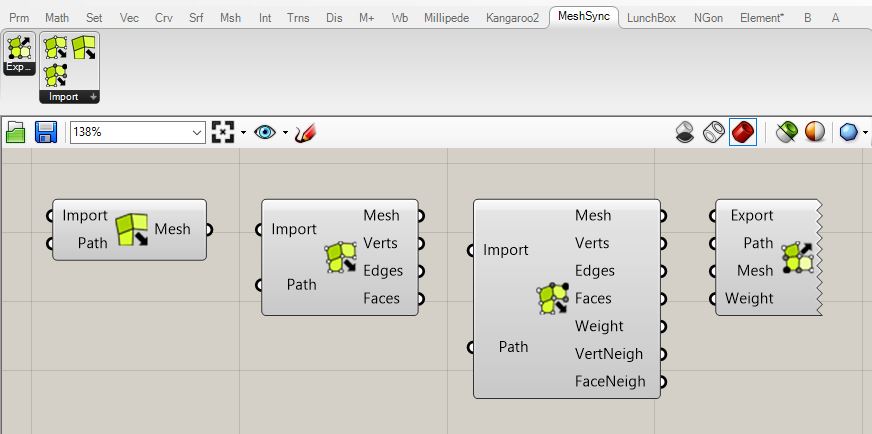 Prm Math Set Vec Crv Srf Msh Int Trns Dis M+ Wb Millipede Kangaroo2 MeshSync LunchBox NGon Element* B A
Exp... Import
138%
Import Mesh
Path
Import Mesh
Verts
Edges
Path Faces
Import Mesh
Verts
Edges
Faces
Weight
Path VertNeigh
FaceNeigh
Export
Path
Mesh
Weight